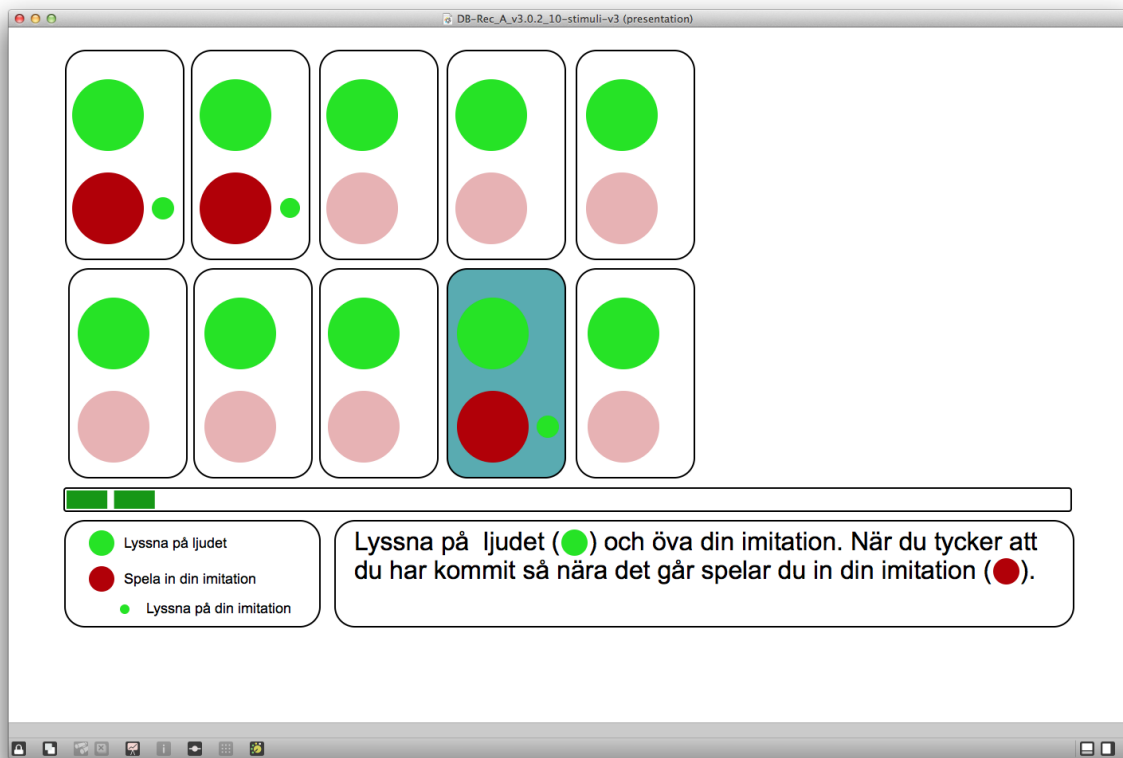 DB-Rec_A_v3.0.2_10-stimuli-v3 (presentation)
Lyssna på ljudet
Spela in din imitation
Lyssna på din imitation
Lyssna på ljudet ( ) och öva din imitation. När du tycker att
du har kommit så nära det går spelar du in din imitation ( ).